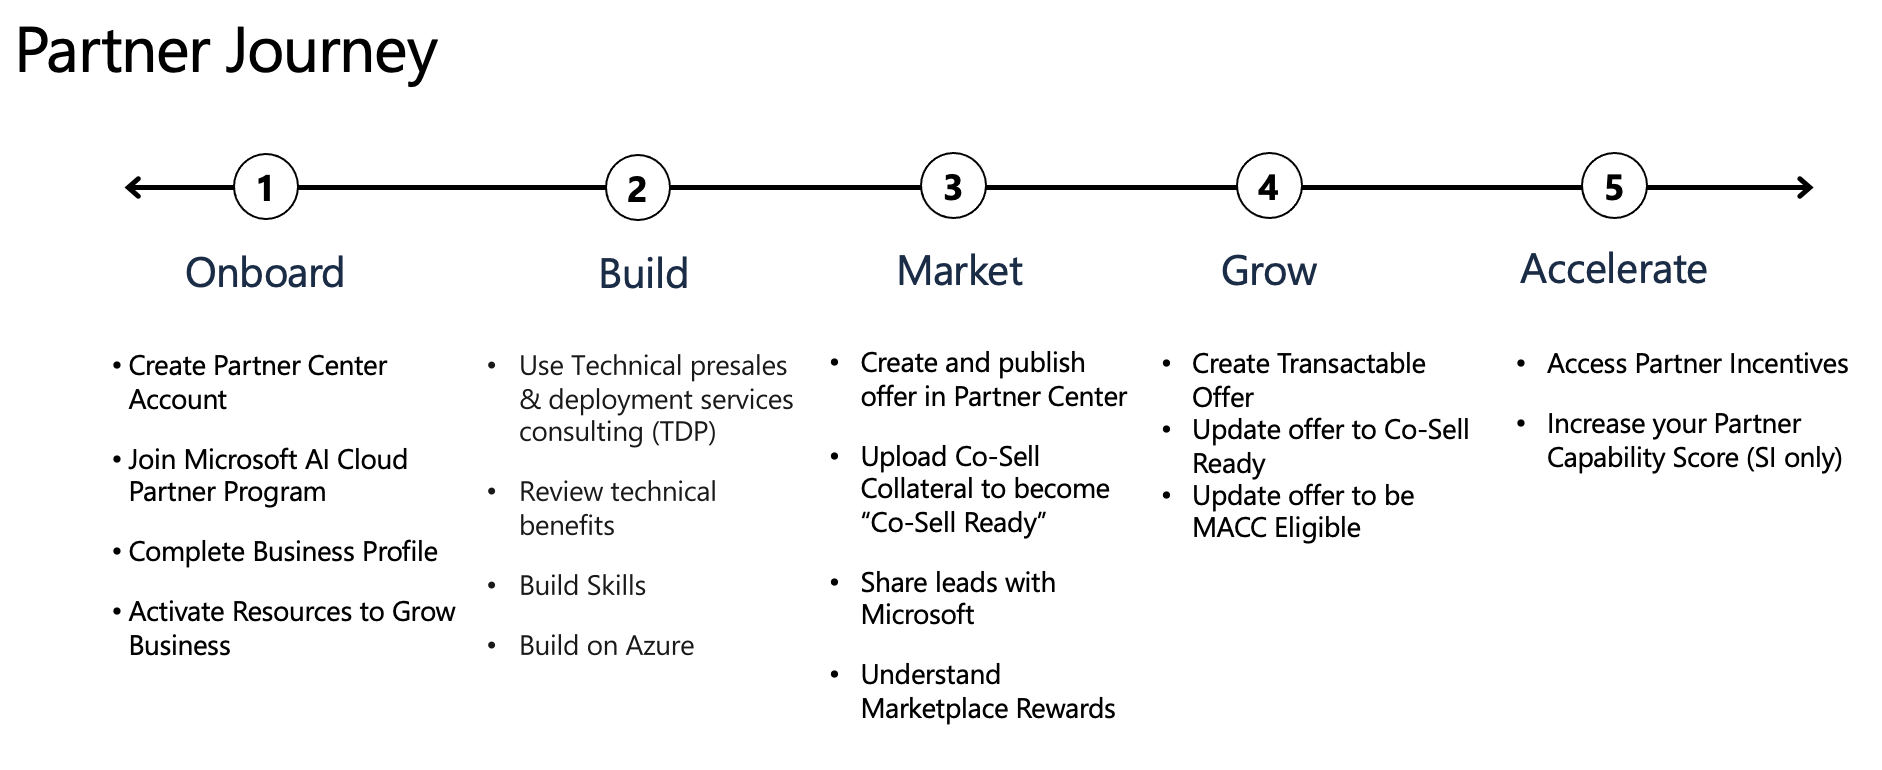 Partner Journey
1
2
3
4
5
Onboard
Build
Market
Grow
Accelerate
• Create Partner Center
Account
• Join Microsoft AI Cloud
Partner Program
• Complete Business Profile
• Activate Resources to Grow
Business
• Use Technical presales
& deployment services
consulting (TDP)
• Review technical
benefits
• Build Skills
• Build on Azure
• Create and publish
offer in Partner Center
• Upload Co-Sell
Collateral to become
“Co-Sell Ready”
• Share leads with
Microsoft
• Understand
Marketplace Rewards
• Create Transactable
Offer
• Update offer to Co-Sell
Ready
• Update offer to be
MACC Eligible
• Access Partner Incentives
• Increase your Partner
Capability Score (SI only)